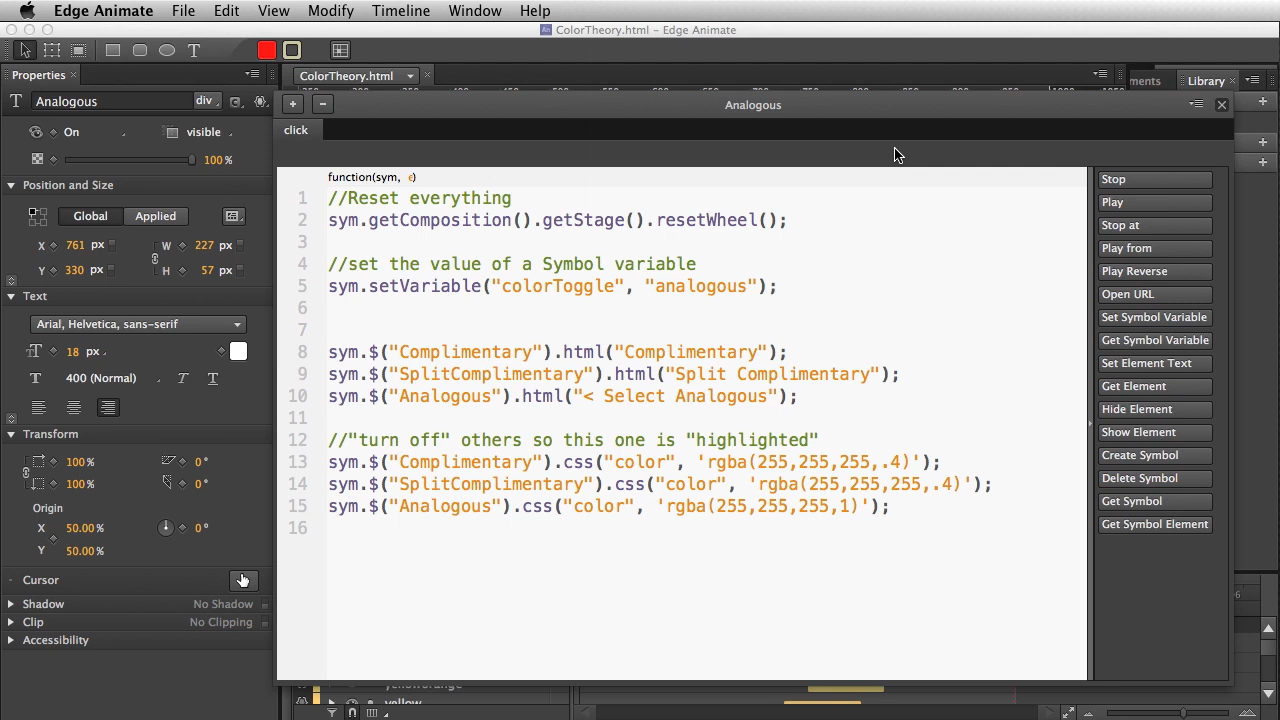 Edge Animate File Edit View Modify Timeline Window Help
ColorTheory.html – Edge Animate
T
Properties ×
ColorTheory.html ×
ments Library ×
T Analogous div C
+ − Analogous
On visible
click
100%
Position and Size
Global Applied
X 761 px W 227 px
Y 330 px H 57 px
Text
Arial, Helvetica, sans-serif
18 px
T 400 (Normal) T T
Transform
100% 0°
100% 0°
Origin
X 50.00% 0°
Y 50.00%
Cursor
Shadow No Shadow
Clip No Clipping
Accessibility
function(sym, e)
1 //Reset everything
2 sym.getComposition().getStage().resetWheel();
3
4 //set the value of a Symbol variable
5 sym.setVariable("colorToggle", "analogous");
6
7
8 sym.$("Complimentary").html("Complimentary");
9 sym.$("SplitComplimentary").html("Split Complimentary");
10 sym.$("Analogous").html("< Select Analogous");
11
12 //"turn off" others so this one is "highlighted"
13 sym.$("Complimentary").css("color", 'rgba(255,255,255,.4)');
14 sym.$("SplitComplimentary").css("color", 'rgba(255,255,255,.4)');
15 sym.$("Analogous").css("color", 'rgba(255,255,255,1)');
16
Stop
Play
Stop at
Play from
Play Reverse
Open URL
Set Symbol Variable
Get Symbol Variable
Set Element Text
Get Element
Hide Element
Show Element
Create Symbol
Delete Symbol
Get Symbol
Get Symbol Element
yellow